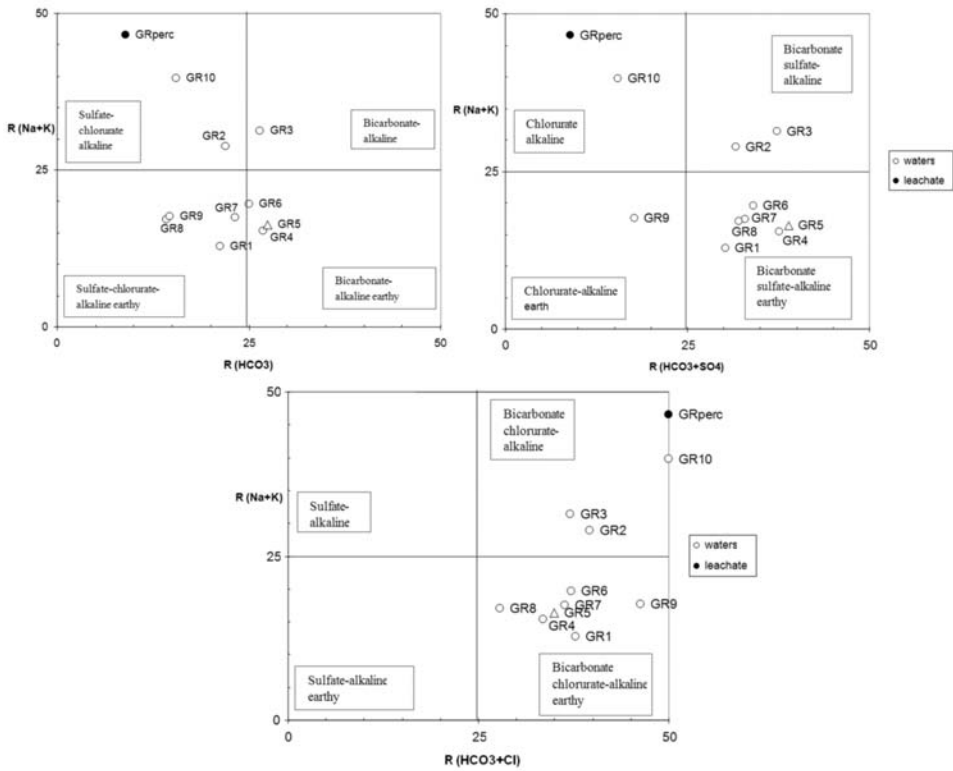 50
GRperc
GR10
Sulfate-
chlorurate
alkaline
R (Na+K)
GR2
GR3
Bicarbonate-
alkaline
25
GR6
GR7
GR9
GR8
GR5
GR4
GR1
Sulfate-chlorurate-
alkaline earthy
Bicarbonate-
alkaline earthy
0
0
25
50
R (HCO3)
50
GRperc
GR10
Bicarbonate
sulfate-
alkaline
R (Na+K)
Chlorurate
alkaline
GR3
GR2
25
GR6
GR9
GR7
GR8
GR5
GR4
GR1
Chlorurate-alkaline
earth
Bicarbonate
sulfate-alkaline
earthy
0
0
25
50
R (HCO3+SO4)
waters
leachate
50
Bicarbonate
chlorurate-
alkaline
GRperc
GR10
R (Na+K)
Sulfate-
alkaline
GR3
GR2
25
GR6
GR8
GR7
GR9
GR5
GR4
GR1
Sulfate-alkaline
earthy
Bicarbonate
chlorurate-alkaline
earthy
0
0
25
50
R (HCO3+Cl)
waters
leachate